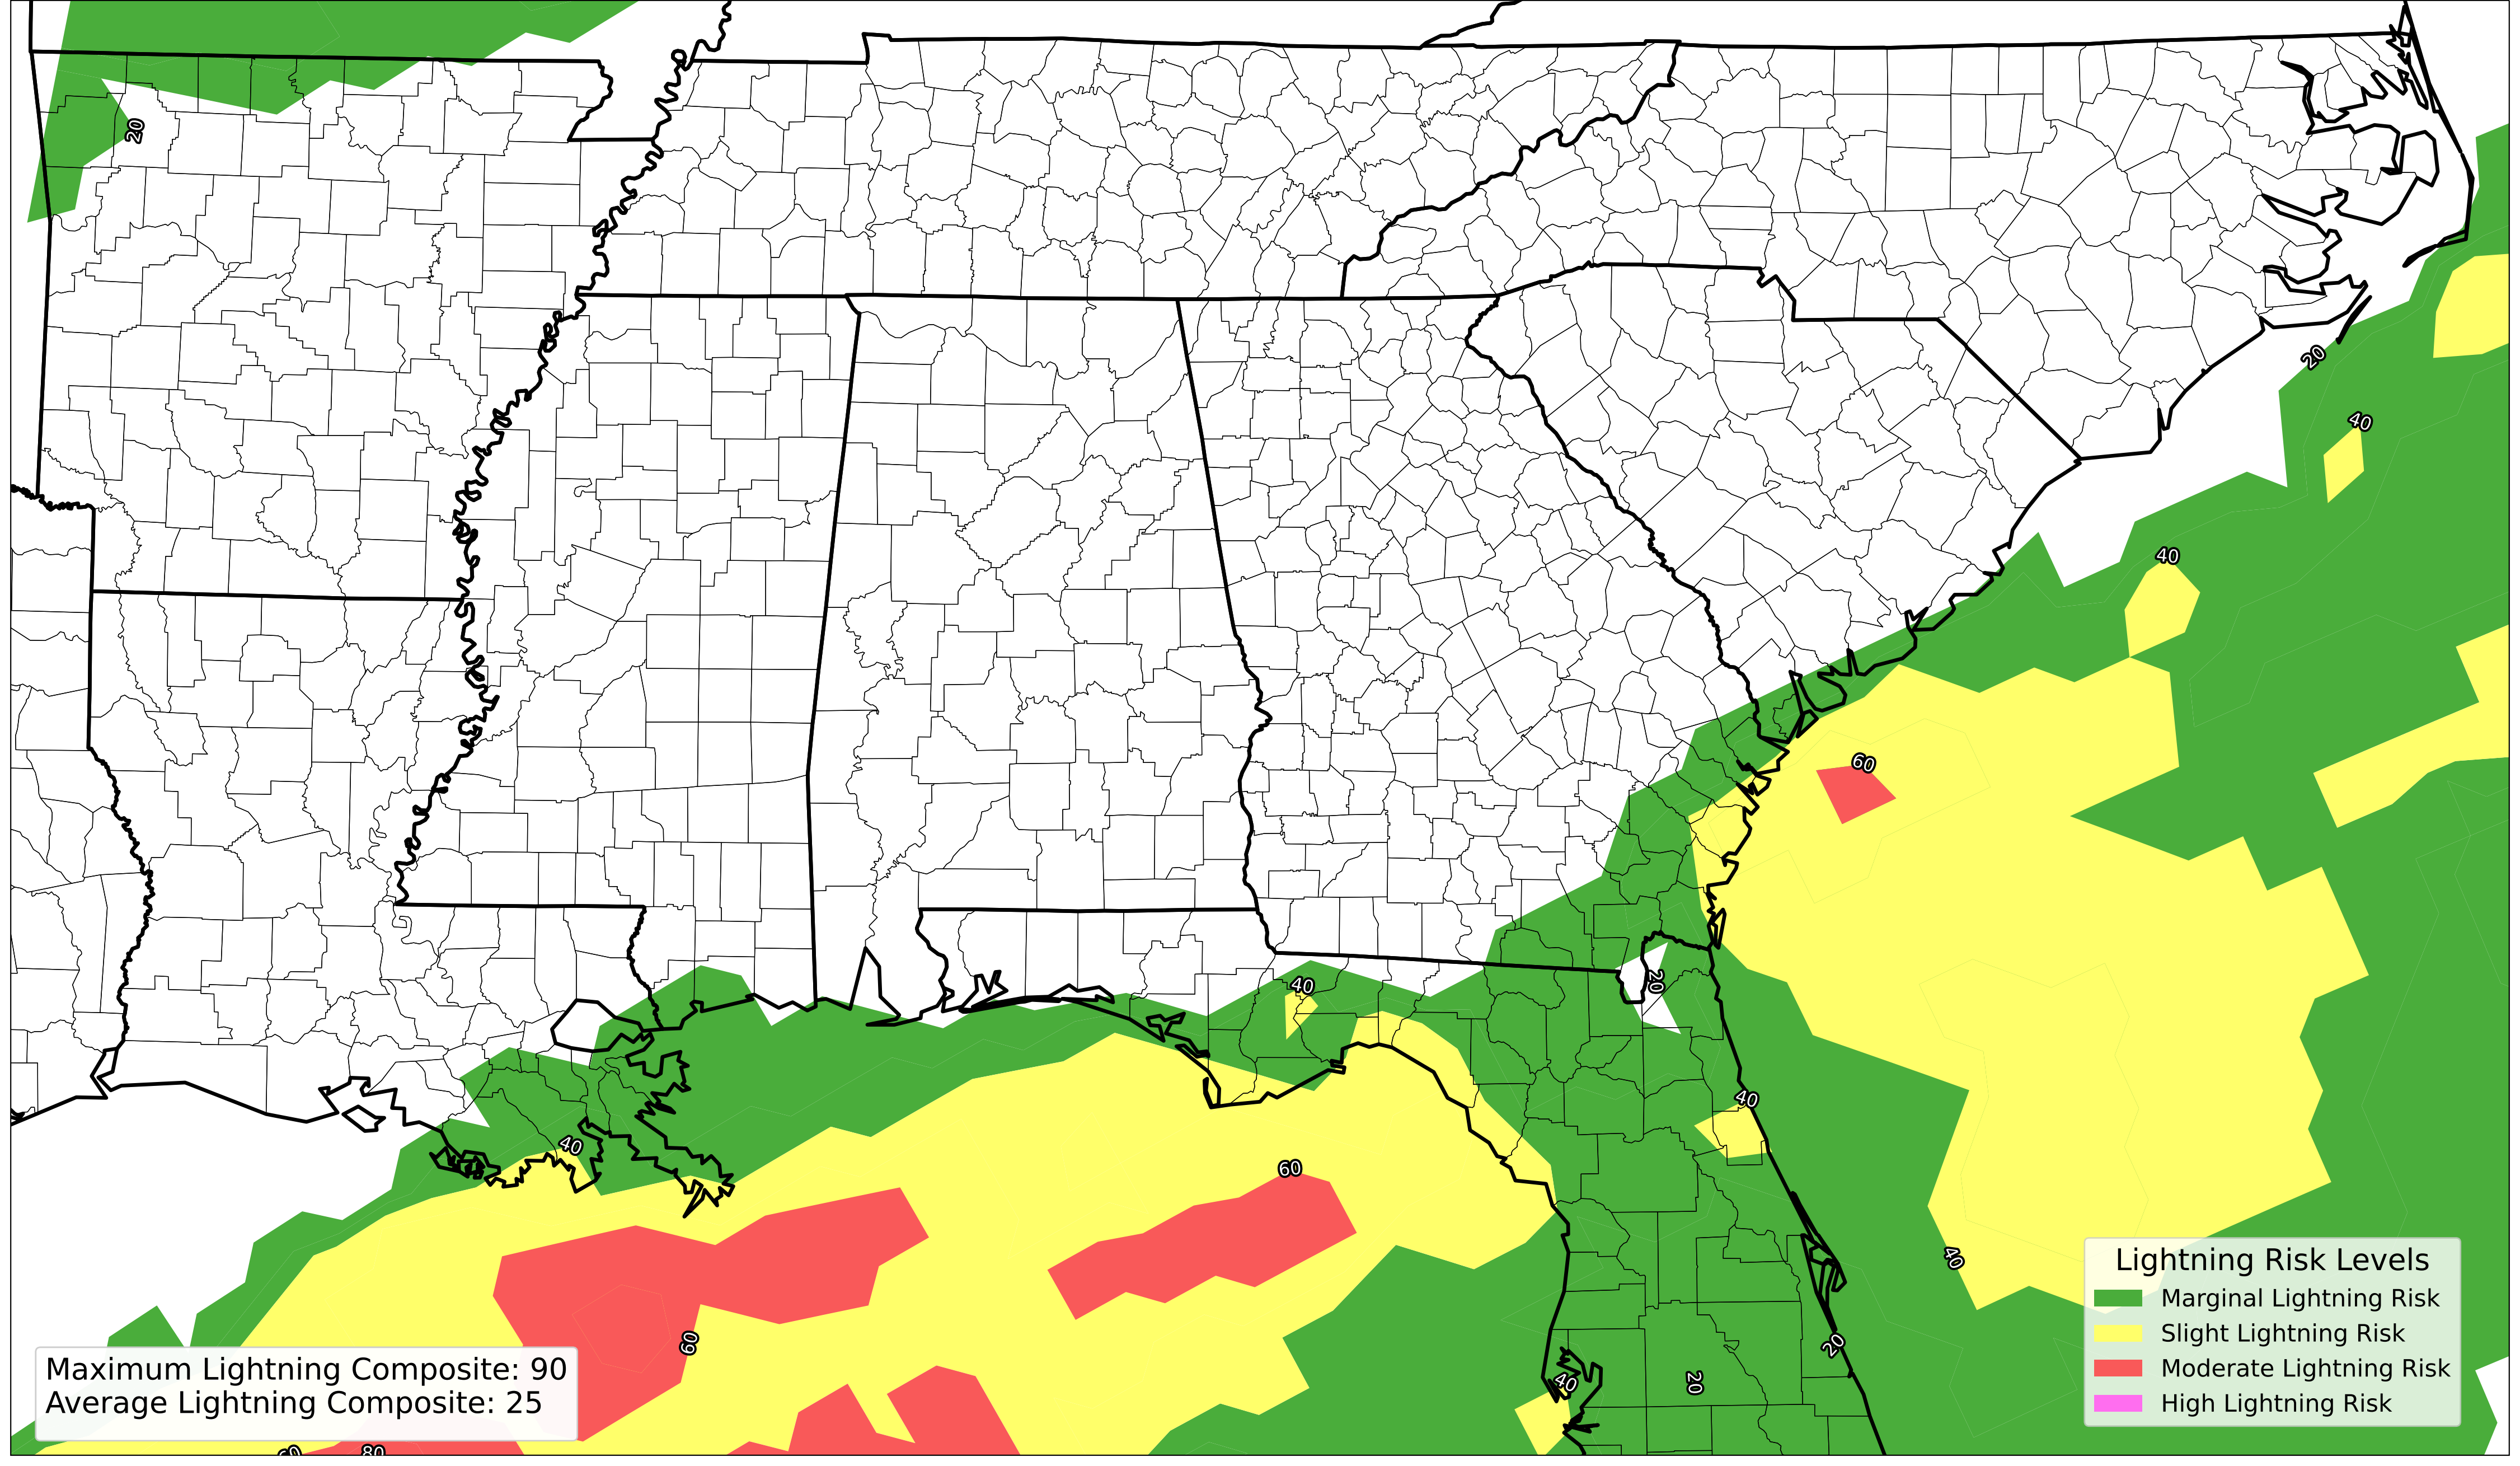 20
20
40
40
60
40
20
40
40
60
40
60
20
40
20
40
60
80
Maximum Lightning Composite: 90
Average Lightning Composite: 25
Lightning Risk Levels
Marginal Lightning Risk
Slight Lightning Risk
Moderate Lightning Risk
High Lightning Risk